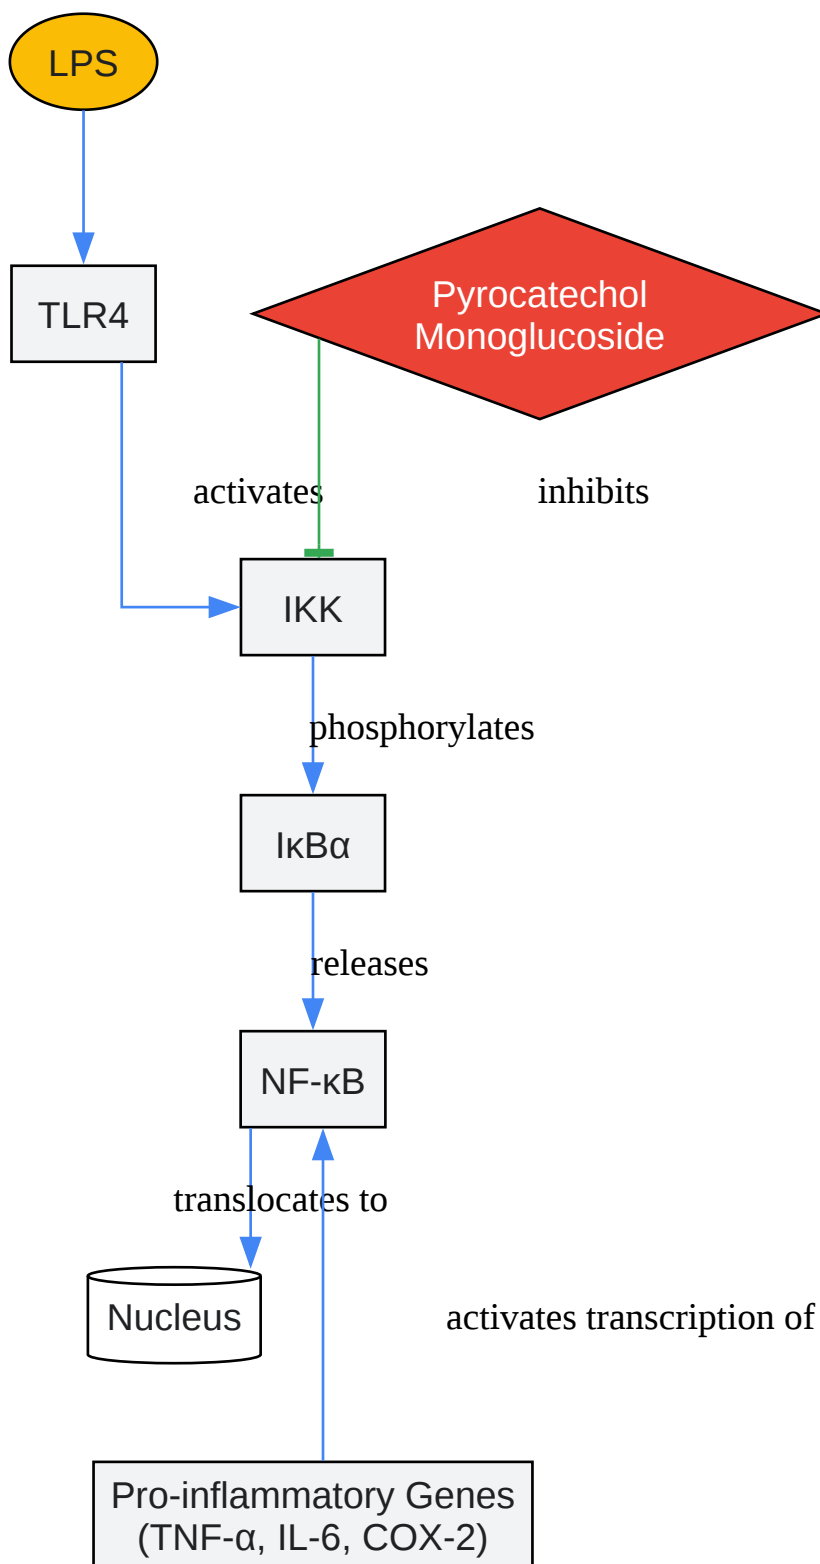 LPS
TLR4
Pyrocatechol
Monoglucoside
activates
inhibits
IKK
phosphorylates
IκBα
releases
NF-κB
translocates to
Nucleus
activates transcription of
Pro-inflammatory Genes
(TNF-α, IL-6, COX-2)